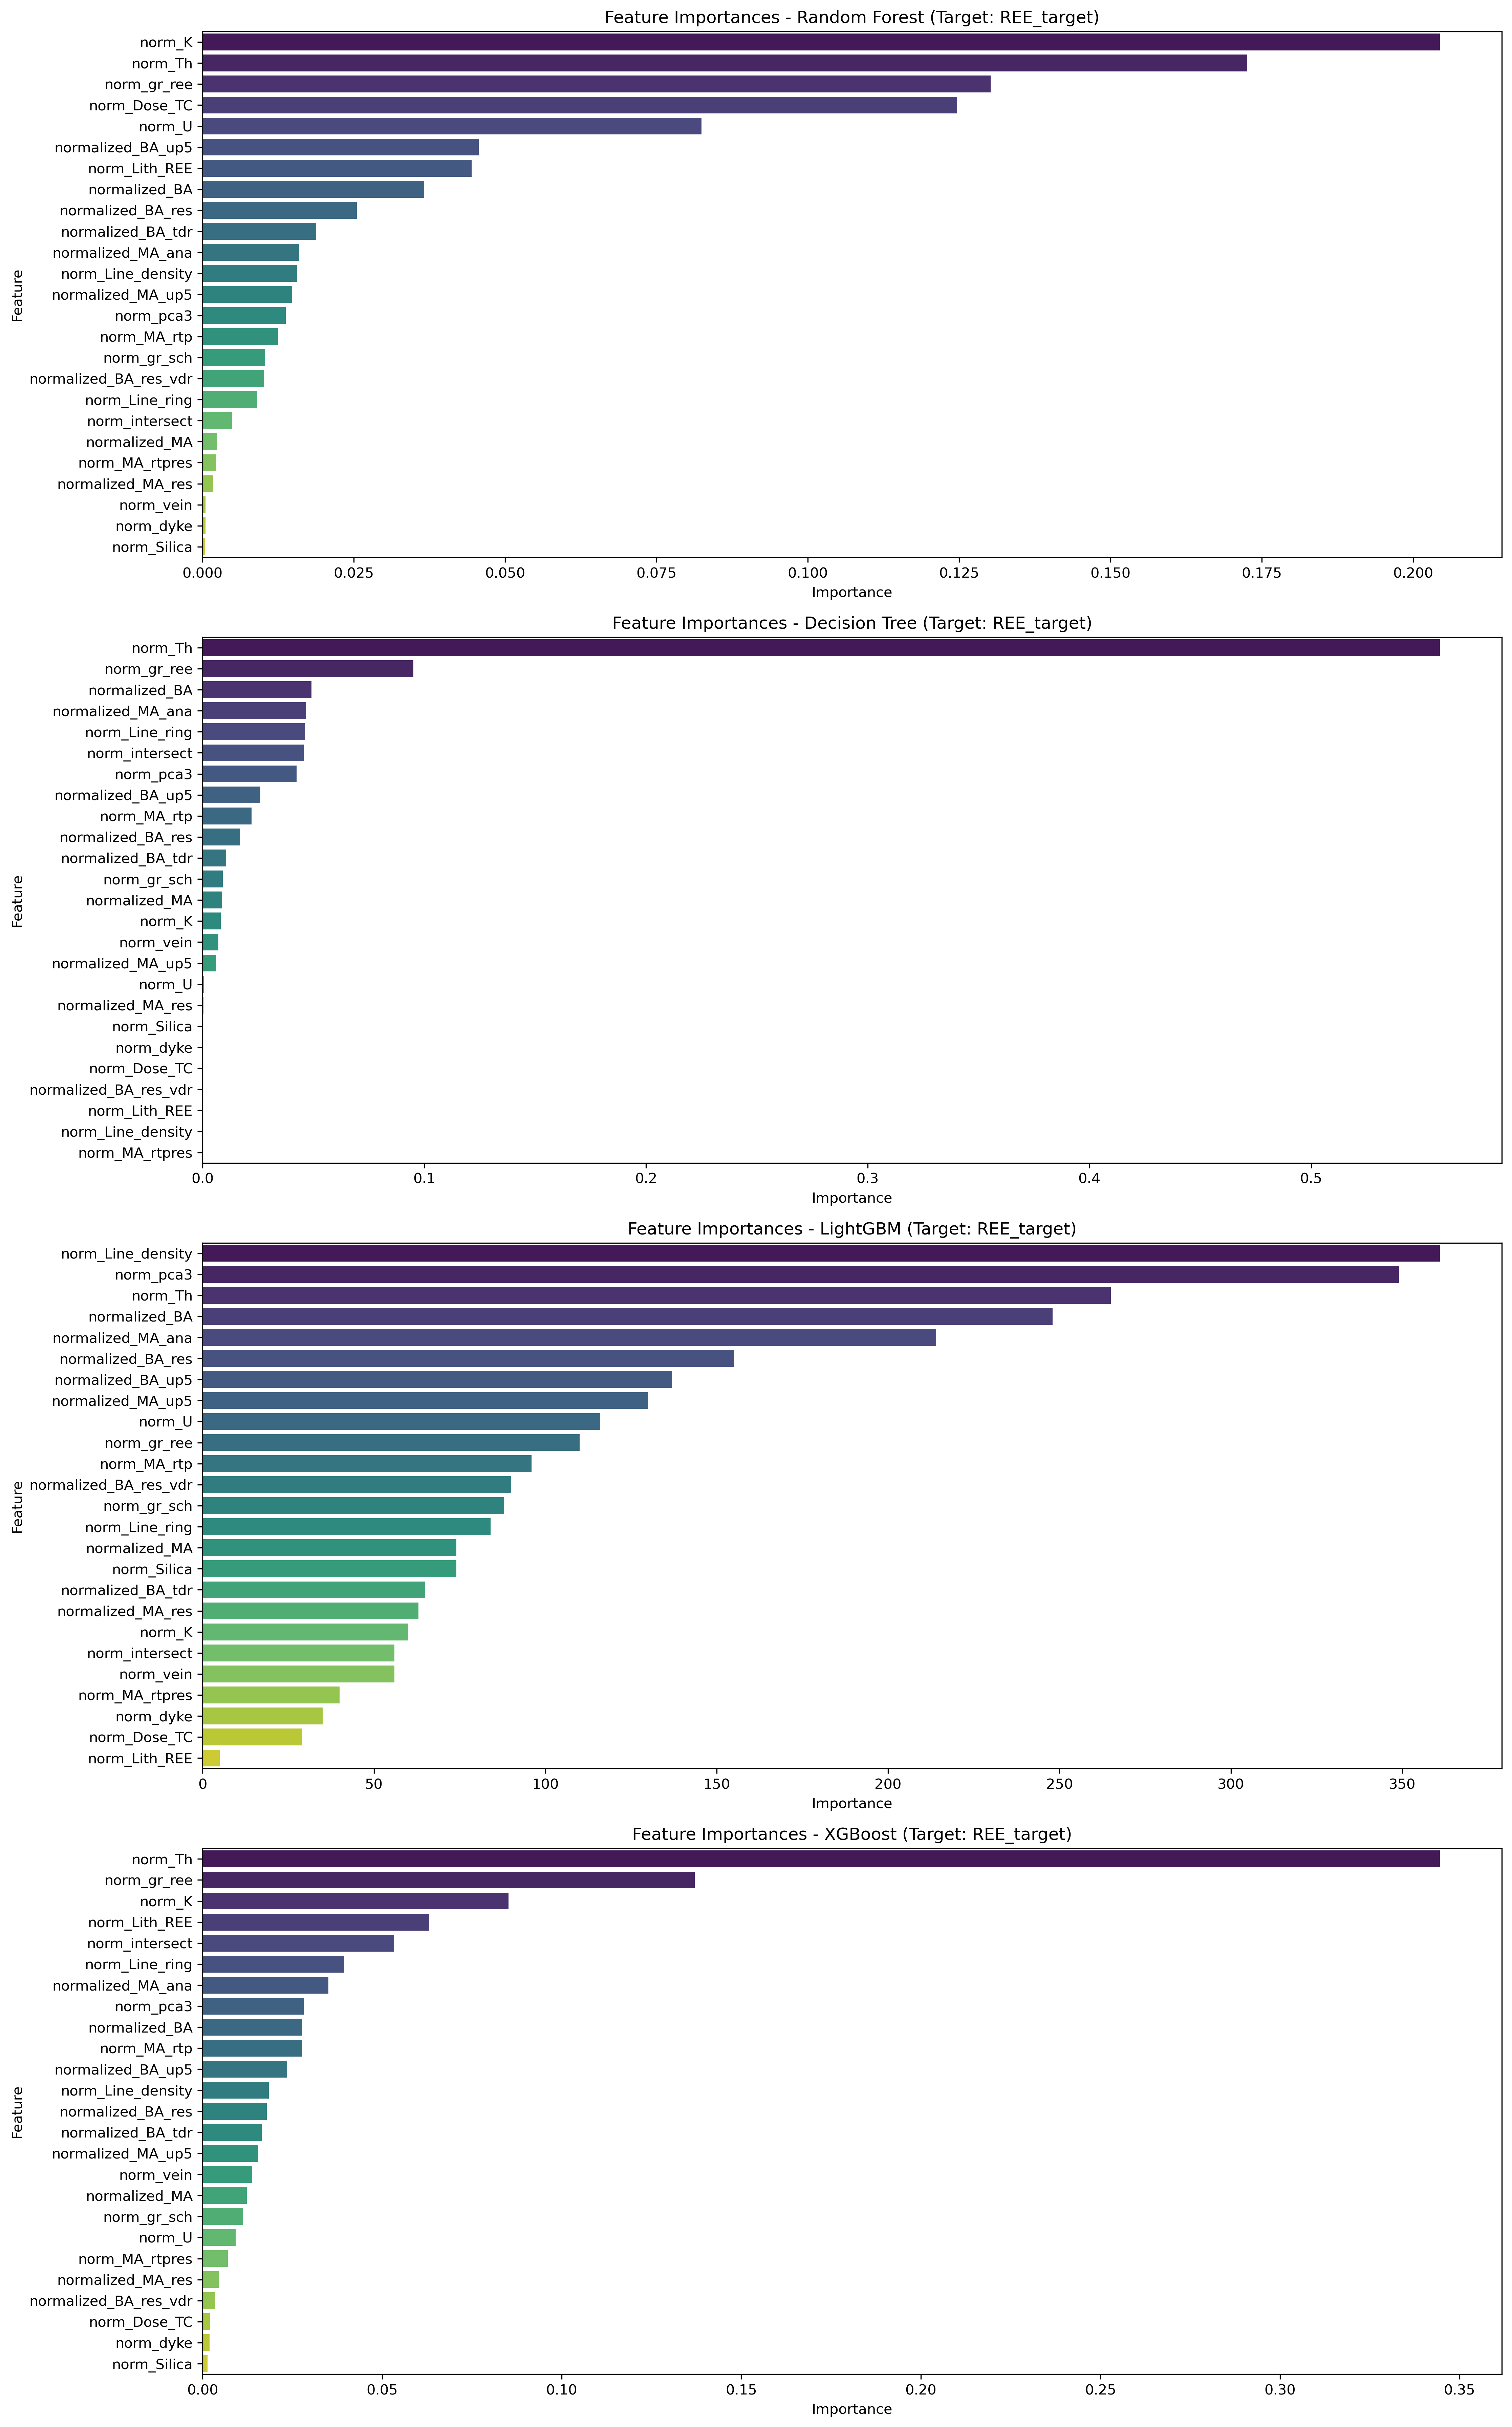 Feature Importances - Random Forest (Target: REE_target)
Feature
norm_K
norm_Th
norm_gr_ree
norm_Dose_TC
norm_U
normalized_BA_up5
norm_Lith_REE
normalized_BA
normalized_BA_res
normalized_BA_tdr
normalized_MA_ana
norm_Line_density
normalized_MA_up5
norm_pca3
norm_MA_rtp
norm_gr_sch
normalized_BA_res_vdr
norm_Line_ring
norm_intersect
normalized_MA
norm_MA_rtpres
normalized_MA_res
norm_vein
norm_dyke
norm_Silica
0.000 0.025 0.050 0.075 0.100 0.125 0.150 0.175 0.200
Importance
Feature Importances - Decision Tree (Target: REE_target)
Feature
norm_Th
norm_gr_ree
normalized_BA
normalized_MA_ana
norm_Line_ring
norm_intersect
norm_pca3
normalized_BA_up5
norm_MA_rtp
normalized_BA_res
normalized_BA_tdr
norm_gr_sch
normalized_MA
norm_K
norm_vein
normalized_MA_up5
norm_U
normalized_MA_res
norm_Silica
norm_dyke
norm_Dose_TC
normalized_BA_res_vdr
norm_Lith_REE
norm_Line_density
norm_MA_rtpres
0.0 0.1 0.2 0.3 0.4 0.5
Importance
Feature Importances - LightGBM (Target: REE_target)
Feature
norm_Line_density
norm_pca3
norm_Th
normalized_BA
normalized_MA_ana
normalized_BA_res
normalized_BA_up5
normalized_MA_up5
norm_U
norm_gr_ree
norm_MA_rtp
normalized_BA_res_vdr
norm_gr_sch
norm_Line_ring
normalized_MA
norm_Silica
normalized_BA_tdr
normalized_MA_res
norm_K
norm_intersect
norm_vein
norm_MA_rtpres
norm_dyke
norm_Dose_TC
norm_Lith_REE
0 50 100 150 200 250 300 350
Importance
Feature Importances - XGBoost (Target: REE_target)
Feature
norm_Th
norm_gr_ree
norm_K
norm_Lith_REE
norm_intersect
norm_Line_ring
normalized_MA_ana
norm_pca3
normalized_BA
norm_MA_rtp
normalized_BA_up5
norm_Line_density
normalized_BA_res
normalized_BA_tdr
normalized_MA_up5
norm_vein
normalized_MA
norm_gr_sch
norm_U
norm_MA_rtpres
normalized_MA_res
normalized_BA_res_vdr
norm_Dose_TC
norm_dyke
norm_Silica
0.00 0.05 0.10 0.15 0.20 0.25 0.30 0.35
Importance